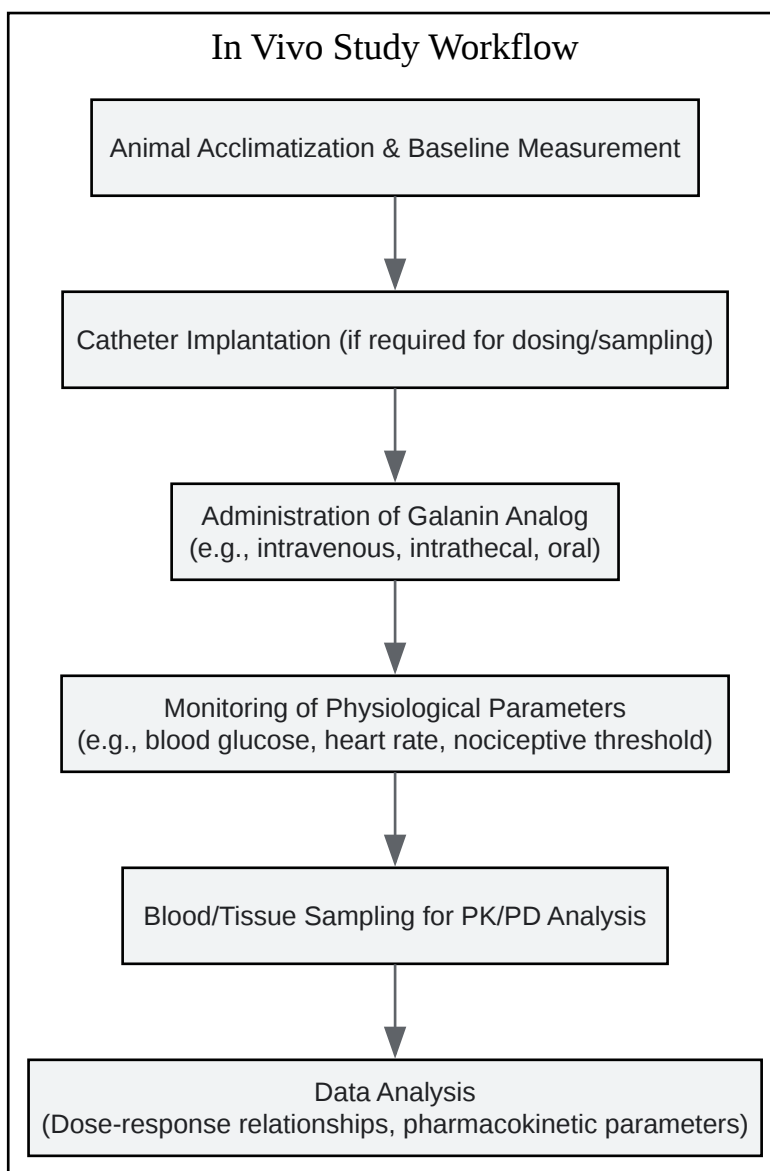 In Vivo Study Workflow
Animal Acclimatization & Baseline Measurement
Catheter Implantation (if required for dosing/sampling)
Administration of Galanin Analog
(e.g., intravenous, intrathecal, oral)
Monitoring of Physiological Parameters
(e.g., blood glucose, heart rate, nociceptive threshold)
Blood/Tissue Sampling for PK/PD Analysis
Data Analysis
(Dose-response relationships, pharmacokinetic parameters)